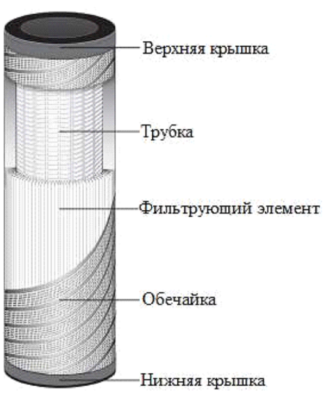 Верхняя крышка
Трубка
Фильтрующий элемент
Обечайка
Нижняя крышка